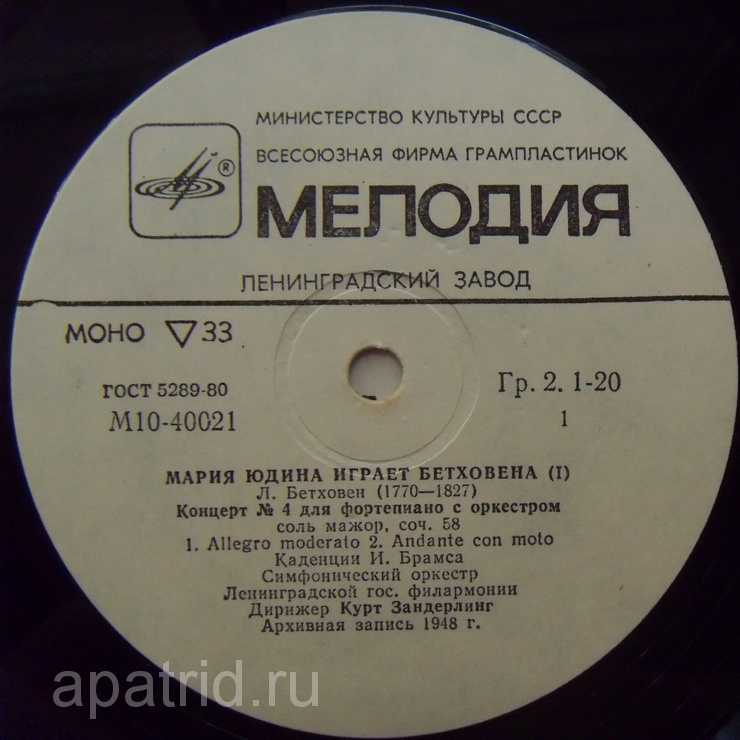 МИНИСТЕРСТВО КУЛЬТУРЫ СССР
ВСЕСОЮЗНАЯ ФИРМА ГРАМПЛАСТИНОК
®
МЕЛОДИЯ
ЛЕНИНГРАДСКИЙ ЗАВОД
МОНО ▽33
ГОСТ 5289-80
Гр. 2. 1-20
М10-40021
1
МАРИЯ ЮДИНА ИГРАЕТ БЕТХОВЕНА (I)
Л. Бетховен (1770—1827)
Концерт № 4 для фортепиано с оркестром
соль мажор, соч. 58
1. Allegro moderato 2. Andante con moto
Каденции И. Брамса
Симфонический оркестр
Ленинградской гос. филармонии
Дирижер Курт Зандерлинг
Архивная запись 1948 г.
apatrid.ru